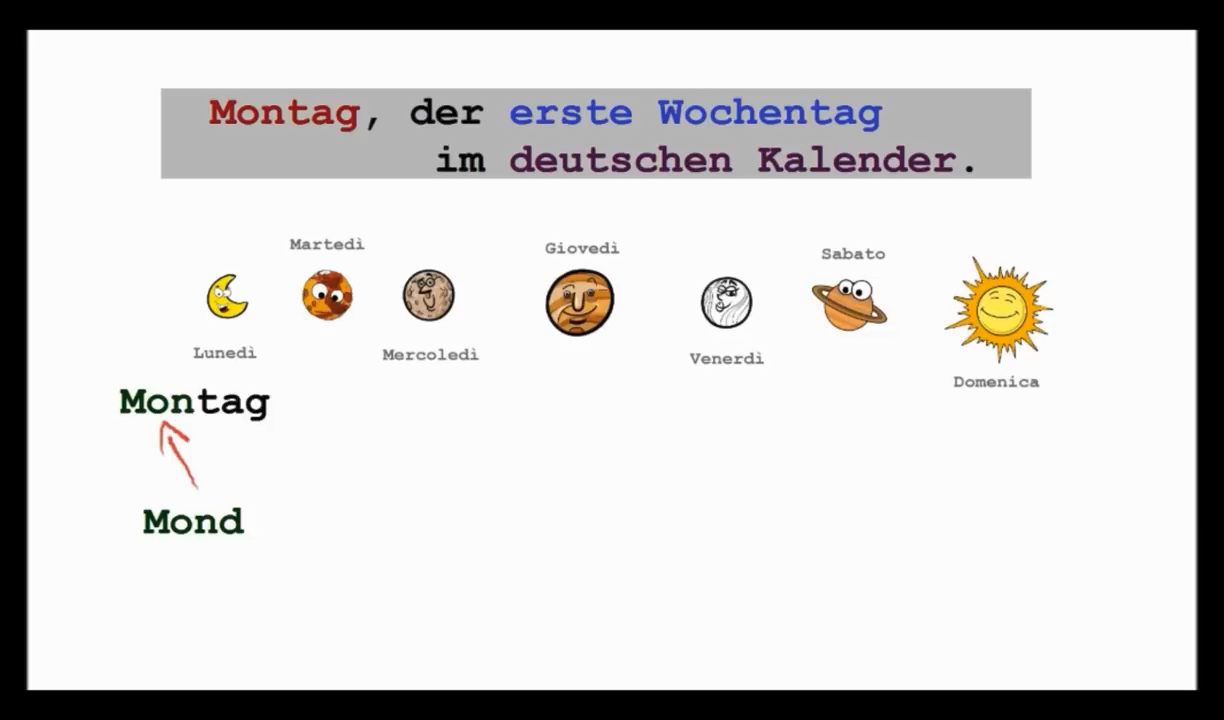 Montag, der erste Wochentag
im deutschen Kalender.
Martedì
Giovedì
Sabato
Lunedì
Mercoledì
Venerdì
Domenica
Montag
Mond